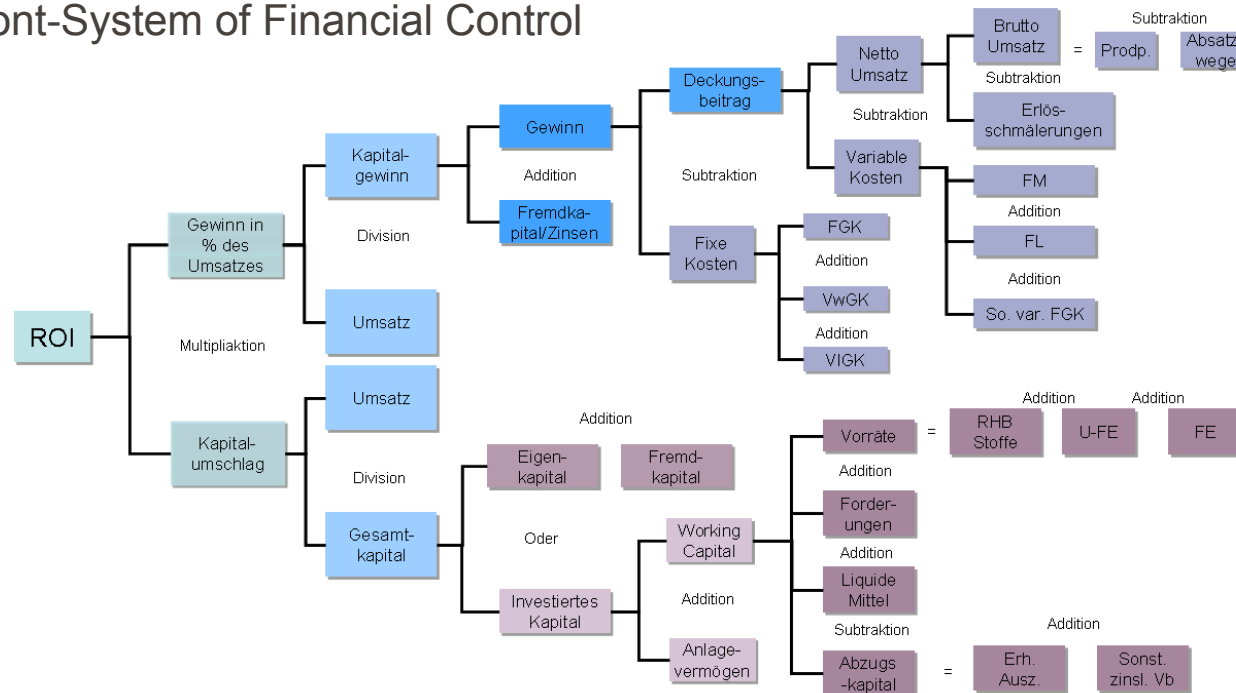 ont-System of Financial Control
ROI
Gewinn in
% des
Umsatzes
Multipliaktion
Kapital-
umschlag
Kapital-
gewinn
Division
Umsatz
Umsatz
Division
Gesamt-
kapital
Gewinn
Addition
Fremdka-
pital/Zinsen
Deckungs-
beitrag
Subtraktion
Fixe
Kosten
Netto
Umsatz
Subtraktion
Variable
Kosten
FGK
Addition
VwGK
Addition
VIGK
Brutto
Umsatz
=
Prodp.
Subtraktion
Absatz
wege
Subtraktion
Erlös-
schmälerungen
FM
Addition
FL
Addition
So. var. FGK
Addition
Eigen-
kapital
Fremd-
kapital
Oder
Investiertes
Kapital
Working
Capital
Addition
Anlage-
vermögen
Vorräte
=
RHB
Stoffe
Addition
U-FE
Addition
FE
Addition
Forder-
ungen
Addition
Liquide
Mittel
Subtraktion
Abzugs
-kapital
=
Erh.
Ausz.
Addition
Sonst.
zinsl. Vb